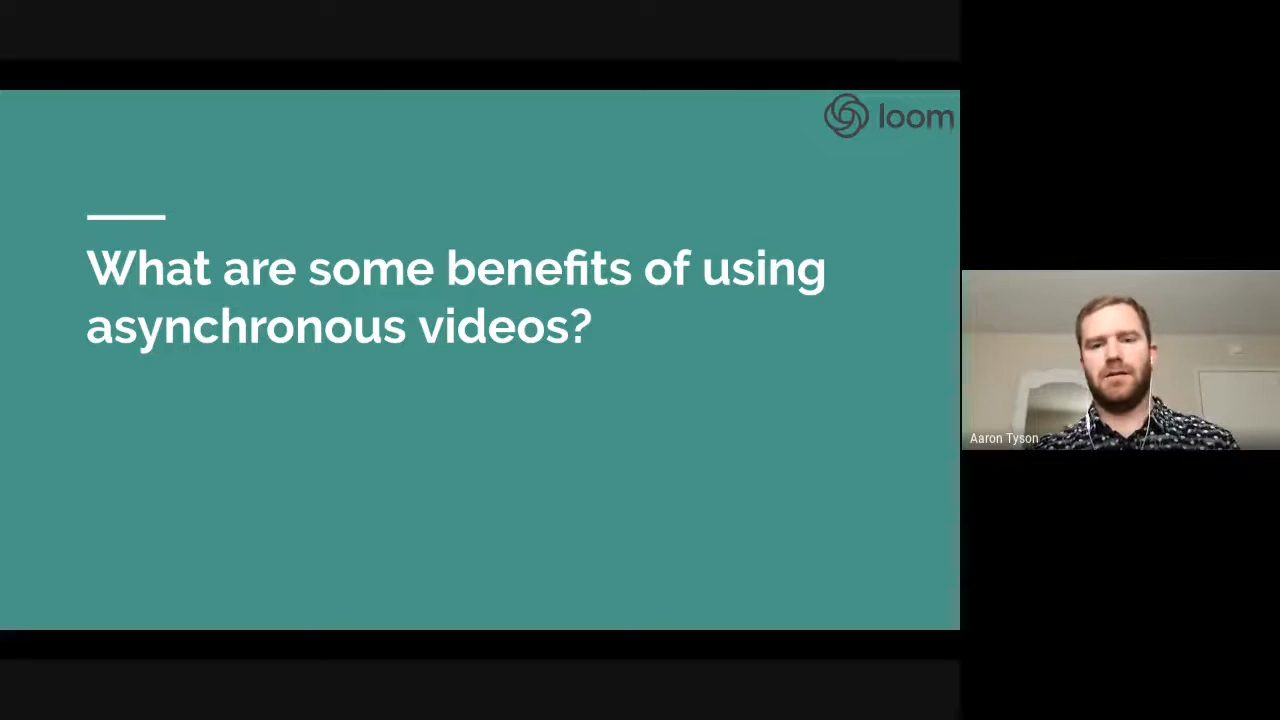 loom
What are some benefits of using
asynchronous videos?
Aaron Tyson